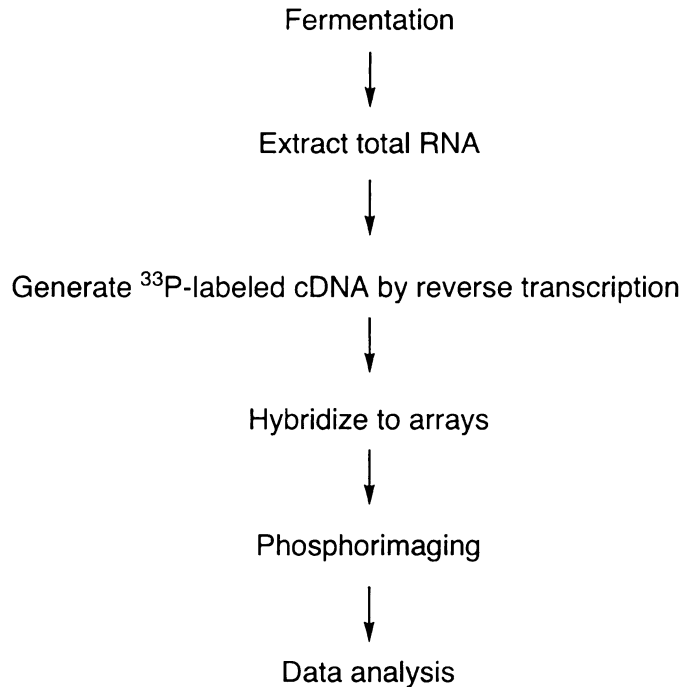 Fermentation
Extract total RNA
Generate ³³P-labeled cDNA by reverse transcription
Hybridize to arrays
Phosphorimaging
Data analysis